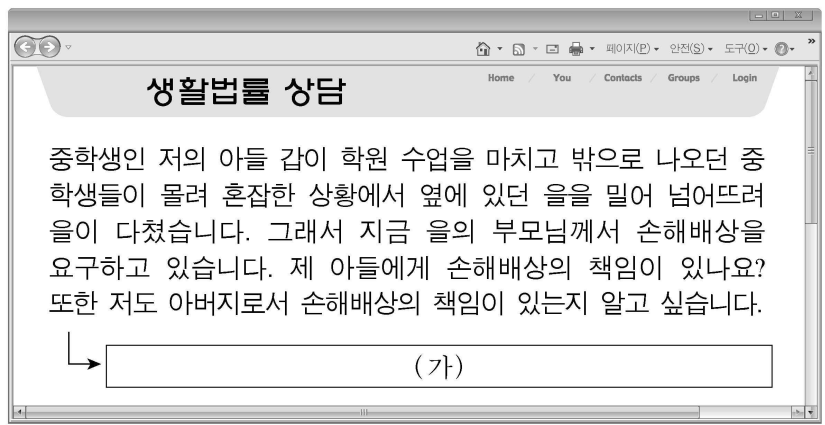 페이지(P) 안전(S) 도구(O)
생활법률 상담
Home / You / Contacts / Groups / Login
중학생인 저의 아들 갑이 학원 수업을 마치고 밖으로 나오던 중
학생들이 몰려 혼잡한 상황에서 옆에 있던 을을 밀어 넘어뜨려
을이 다쳤습니다. 그래서 지금 을의 부모님께서 손해배상을
요구하고 있습니다. 제 아들에게 손해배상의 책임이 있나요?
또한 저도 아버지로서 손해배상의 책임이 있는지 알고 싶습니다.
(가)